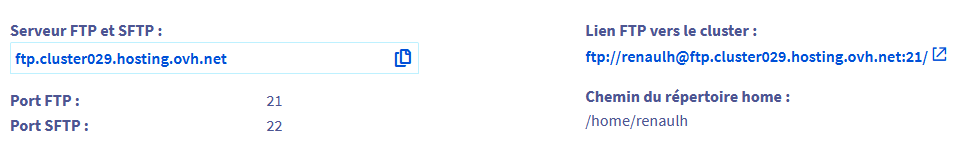 Serveur FTP et SFTP :
ftp.cluster029.hosting.ovh.net
Port FTP : 21
Port SFTP : 22
Lien FTP vers le cluster :
ftp://renaulh@ftp.cluster029.hosting.ovh.net:21/
Chemin du répertoire home :
/home/renaulh